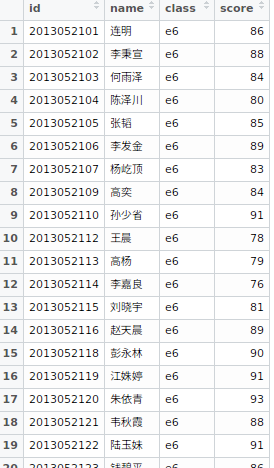 id name class score
1 2013052101 连明 e6 86
2 2013052102 李秉宣 e6 88
3 2013052103 何雨泽 e6 84
4 2013052104 陈泽川 e6 80
5 2013052105 张韬 e6 85
6 2013052106 李发金 e6 89
7 2013052107 杨屹顶 e6 83
8 2013052109 高奕 e6 84
9 2013052110 孙少省 e6 91
10 2013052112 王晨 e6 78
11 2013052113 高杨 e6 79
12 2013052114 李嘉良 e6 76
13 2013052115 刘晓宇 e6 81
14 2013052116 赵天晨 e6 89
15 2013052118 彭永林 e6 90
16 2013052119 江姝婷 e6 91
17 2013052120 朱依青 e6 93
18 2013052121 韦秋霞 e6 88
19 2013052122 陆玉妹 e6 91
20 2013052123 e6 86